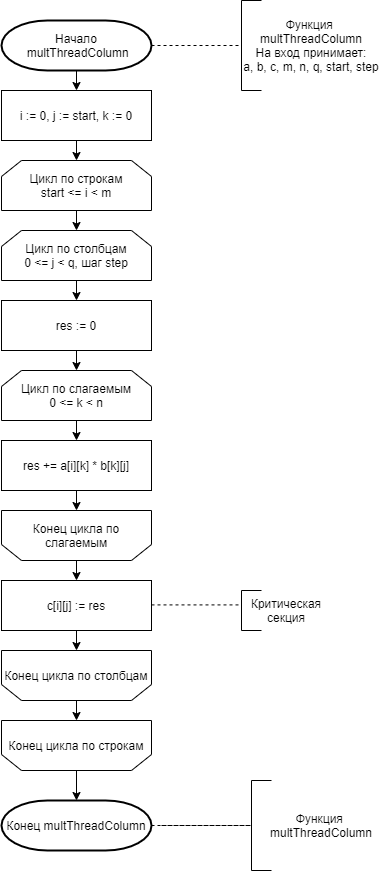 Начало
multThreadColumn
Функция
multThreadColumn
На вход принимает:
a, b, c, m, n, q, start, step
i := 0, j := start, k := 0
Цикл по строкам
start <= i < m
Цикл по столбцам
0 <= j < q, шаг step
res := 0
Цикл по слагаемым
0 <= k < n
res += a[i][k] * b[k][j]
Конец цикла по
слагаемым
c[i][j] := res
Критическая
секция
Конец цикла по столбцам
Конец цикла по строкам
Конец multThreadColumn
Функция
multThreadColumn